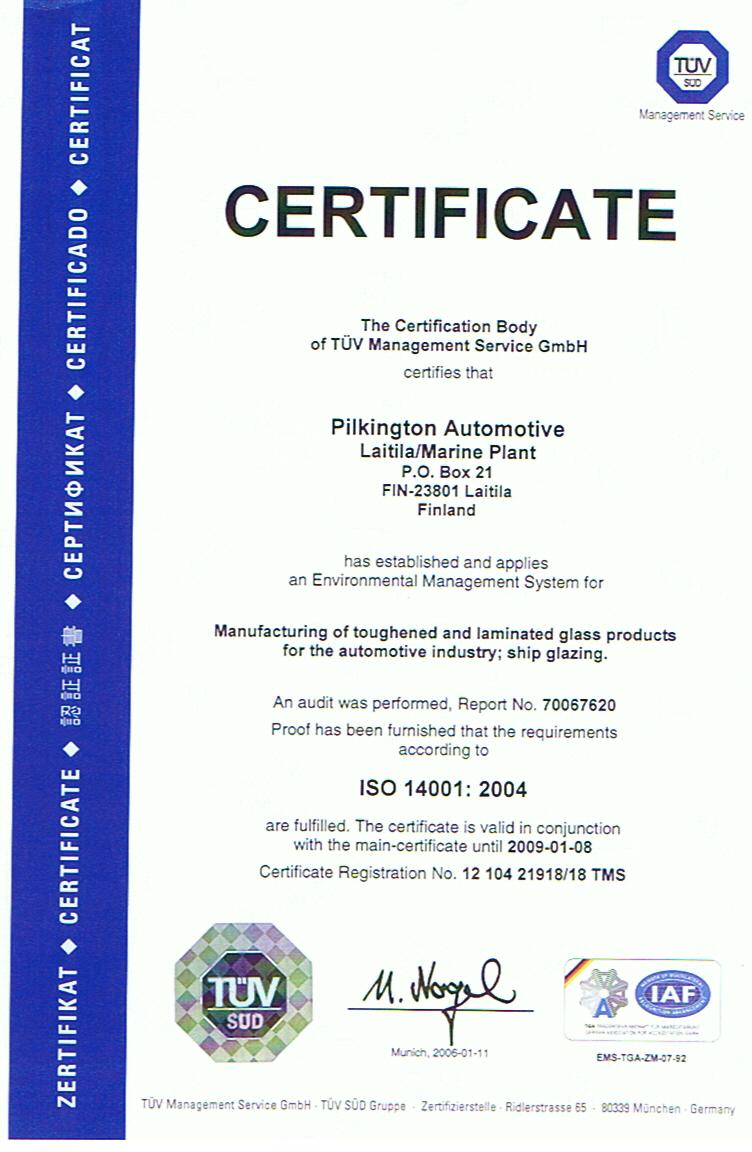 ZERTIFIKAT ◆ CERTIFICATE ◆ 認証証書 ◆ СЕРТИФИКАТ ◆ CERTIFICADO ◆ CERTIFICAT
TÜV
SÜD
Management Service
CERTIFICATE
The Certification Body
of TÜV Management Service GmbH
certifies that
Pilkington Automotive
Laitila/Marine Plant
P.O. Box 21
FIN-23801 Laitila
Finland
has established and applies
an Environmental Management System for
Manufacturing of toughened and laminated glass products
for the automotive industry; ship glazing.
An audit was performed, Report No. 70067620
Proof has been furnished that the requirements
according to
ISO 14001: 2004
are fulfilled. The certificate is valid in conjunction
with the main-certificate until 2009-01-08
Certificate Registration No. 12 104 21918/18 TMS
TÜV
SÜD
Munich, 2006-01-11
IAF
TGA
EMS-TGA-ZM-07-92
TÜV Management Service GmbH · TÜV SÜD Gruppe · Zertifizierstelle · Ridlerstrasse 65 · 80339 München · Germany